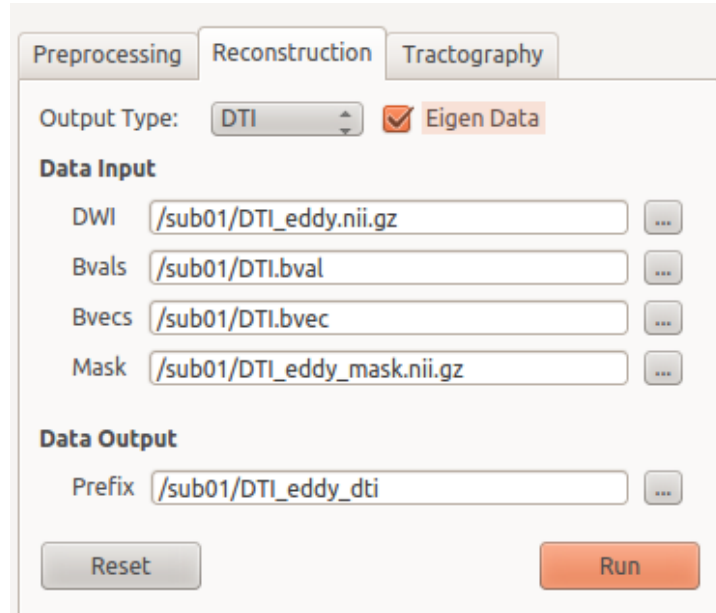 Preprocessing Reconstruction Tractography
Output Type: DTI Eigen Data
Data Input
DWI /sub01/DTI_eddy.nii.gz ...
Bvals /sub01/DTI.bval ...
Bvecs /sub01/DTI.bvec ...
Mask /sub01/DTI_eddy_mask.nii.gz ...
Data Output
Prefix /sub01/DTI_eddy_dti ...
Reset Run